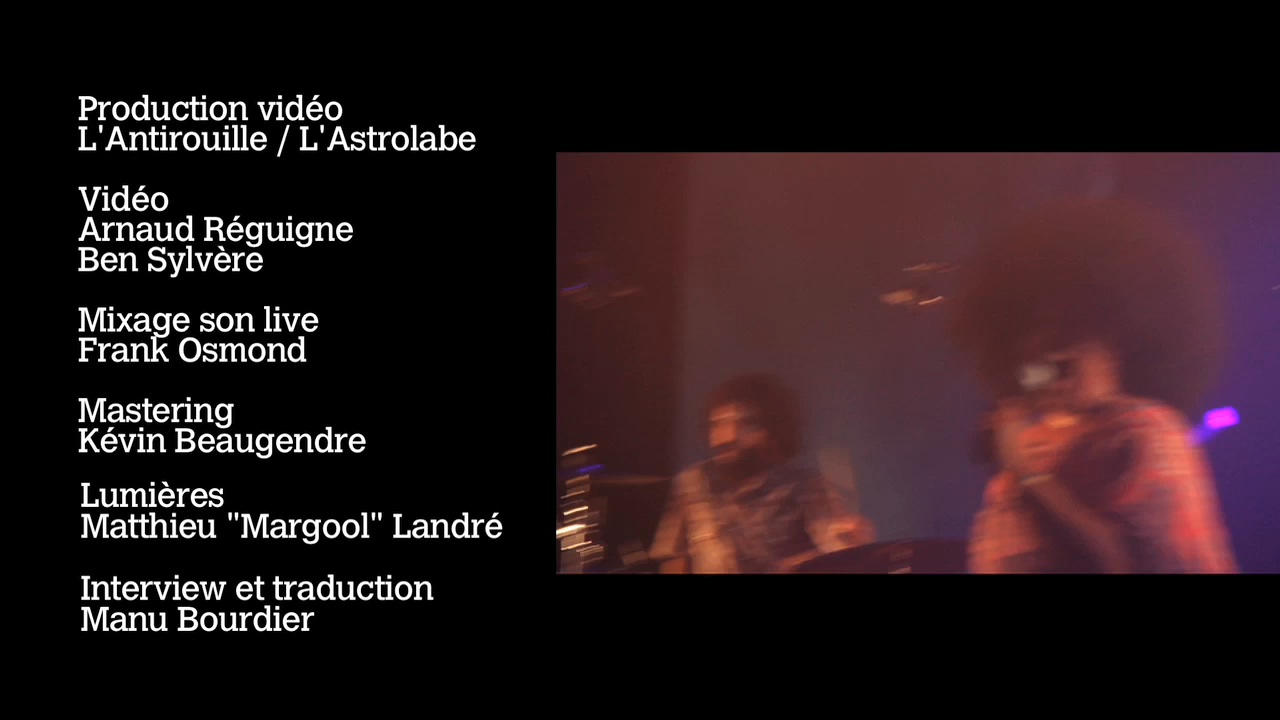 Production vidéo
L'Antirouille / L'Astrolabe
Vidéo
Arnaud Réguigne
Ben Sylvère
Mixage son live
Frank Osmond
Mastering
Kévin Beaugendre
Lumières
Matthieu "Margool" Landré
Interview et traduction
Manu Bourdier